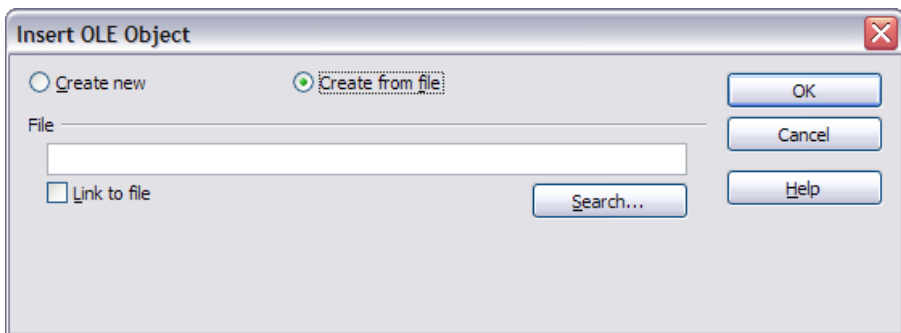 Insert OLE Object
Create new
Create from file
OK
File
Cancel
Link to file
Search...
Help